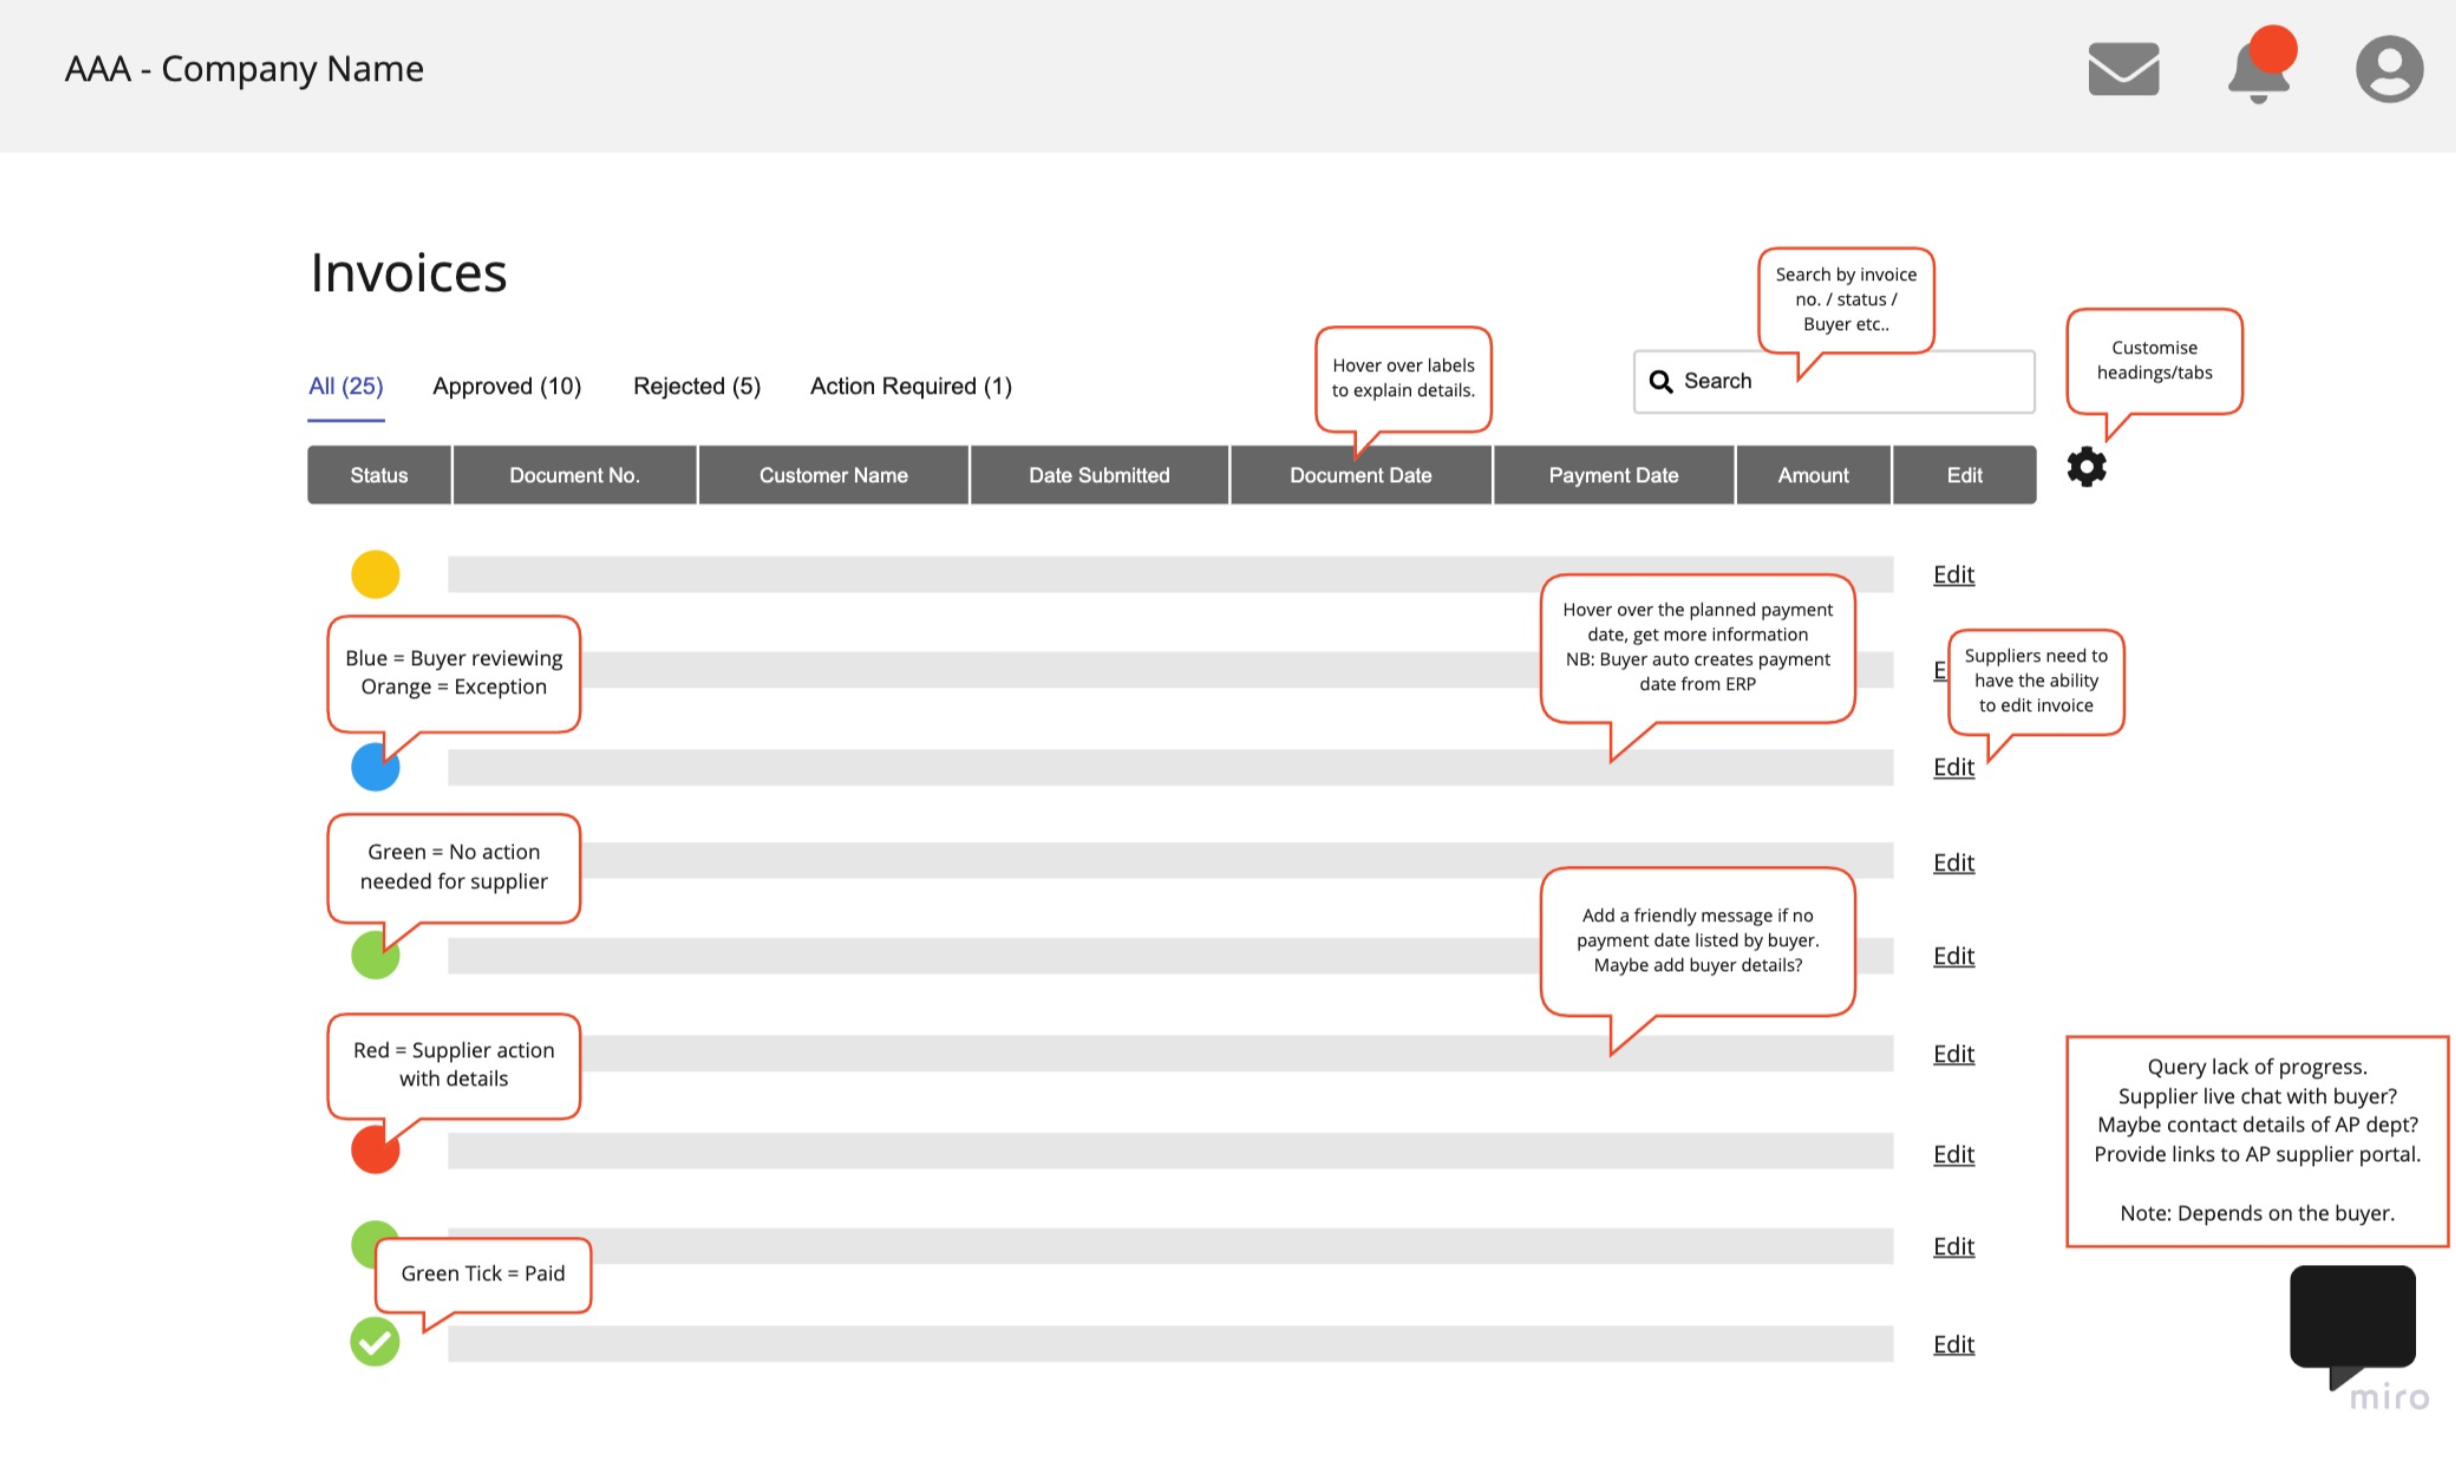 AAA - Company Name
Invoices
Search by invoice
no. / status /
Buyer etc..
Customise
headings/tabs
Hover over labels
to explain details.
All (25)
Approved (10)
Rejected (5)
Action Required (1)
Search
Status
Document No.
Customer Name
Date Submitted
Document Date
Payment Date
Amount
Edit
Edit
Blue = Buyer reviewing
Orange = Exception
Hover over the planned payment
date, get more information
NB: Buyer auto creates payment
date from ERP
E
Suppliers need to
have the ability
to edit invoice
Edit
Green = No action
needed for supplier
Edit
Add a friendly message if no
payment date listed by buyer.
Maybe add buyer details?
Edit
Red = Supplier action
with details
Edit
Query lack of progress.
Supplier live chat with buyer?
Maybe contact details of AP dept?
Provide links to AP supplier portal.
Note: Depends on the buyer.
Edit
Edit
Green Tick = Paid
Edit
miro